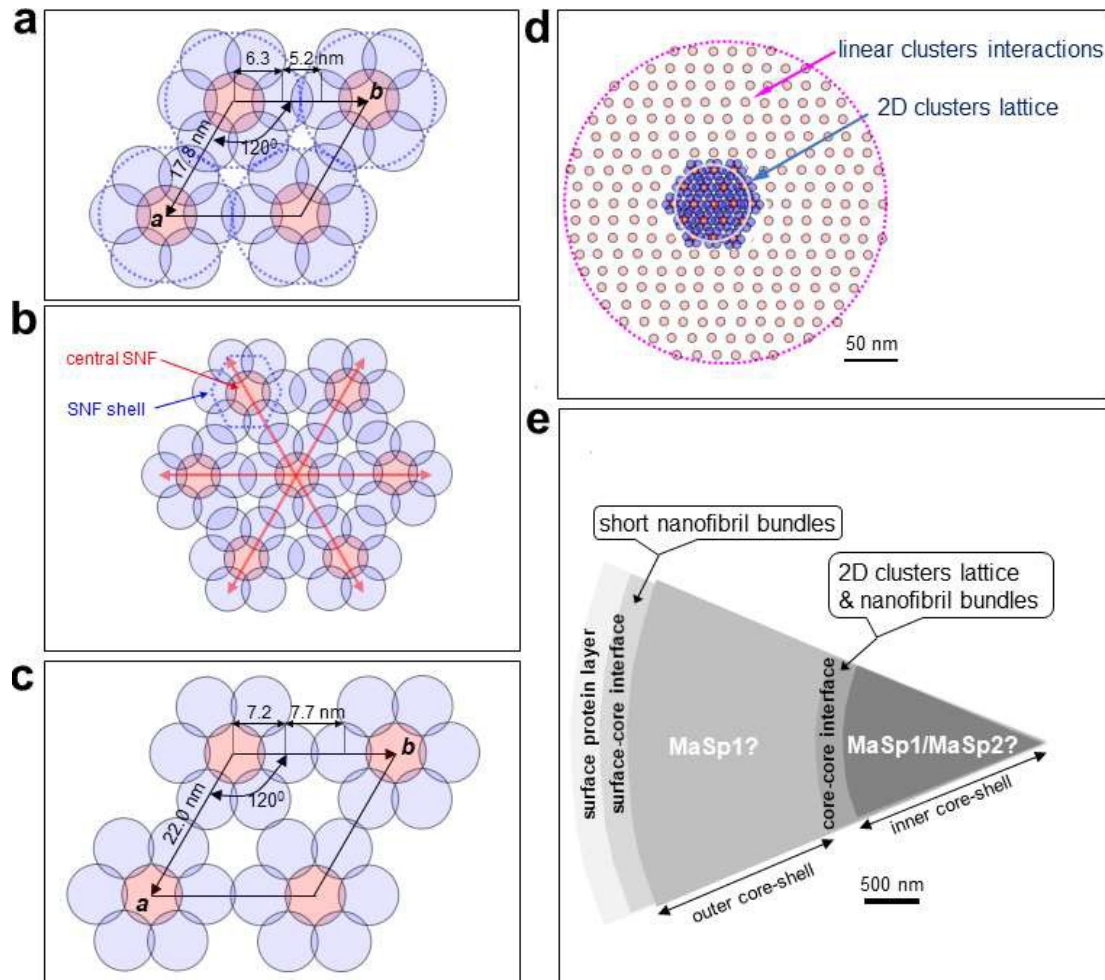 a
6.3
5.2 nm
b
120⁰
17.8 nm
a
b
central SNF
SNF shell
c
7.2
7.7 nm
b
120⁰
22.0 nm
a
d
linear clusters interactions
2D clusters lattice
50 nm
e
short nanofibril bundles
2D clusters lattice
& nanofibril bundles
surface protein layer
surface-core interface
MaSp1?
core-core interface
MaSp1/MaSp2?
inner core-shell
outer core-shell
500 nm